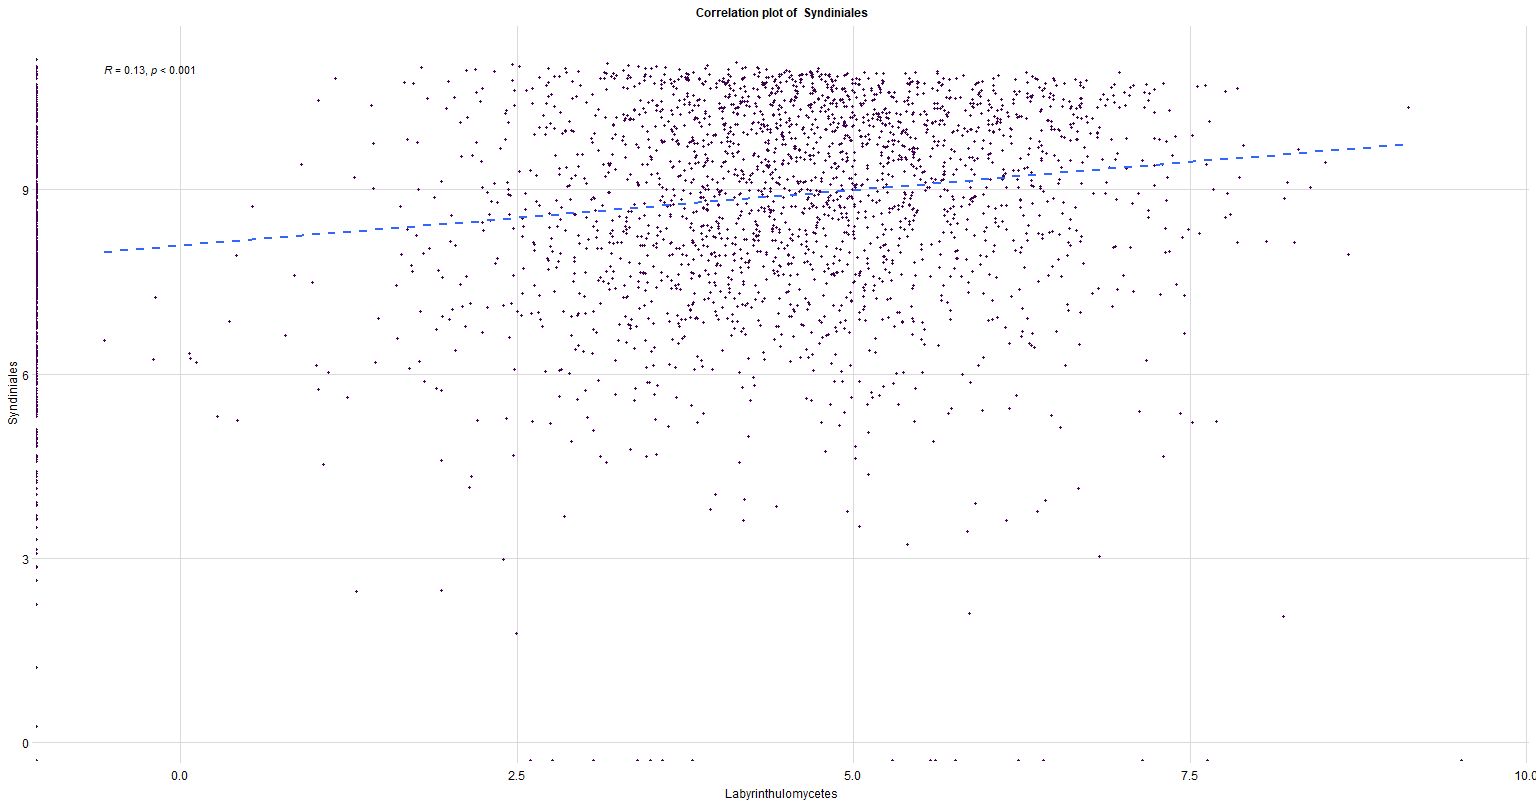 Correlation plot of  Syndiniales
R = 0.13, p < 0.001
9
6
3
0
Syndiniales
0.0
2.5
5.0
7.5
10.0
Labyrinthulomycetes